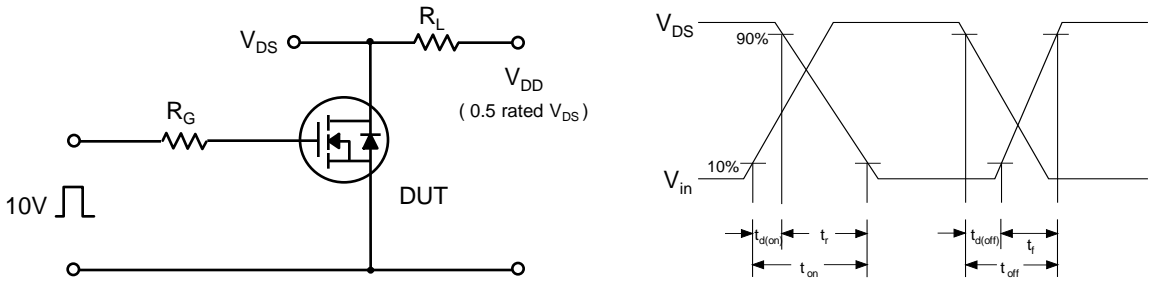 R_L
V_DS
V_DD
( 0.5 rated V_DS )
R_G
DUT
10V
V_DS
90%
10%
V_in
t_d(on)
t_r
t_on
t_d(off)
t_f
t_off